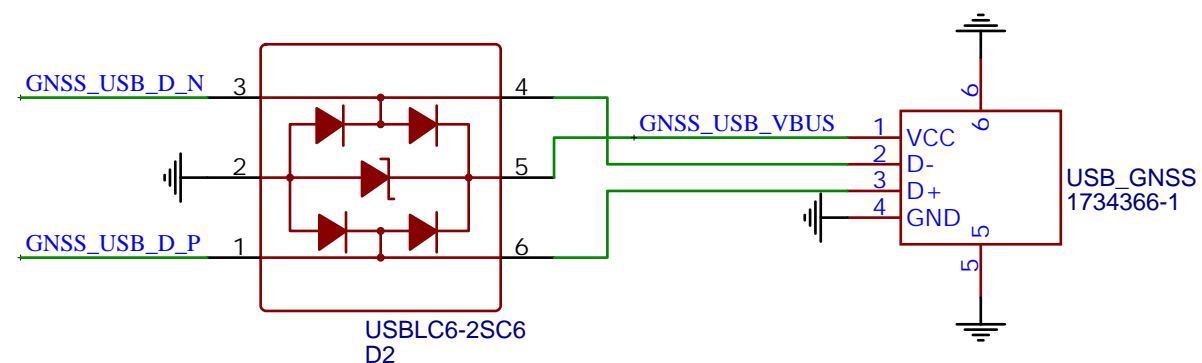 GNSS_USB_D_N
3
4
2
5
GNSS_USB_D_P
1
6
USBLC6-2SC6
D2
GNSS_USB_VBUS
6
6
1 VCC
2 D-
3 D+
4 GND
5
5
USB_GNSS
1734366-1